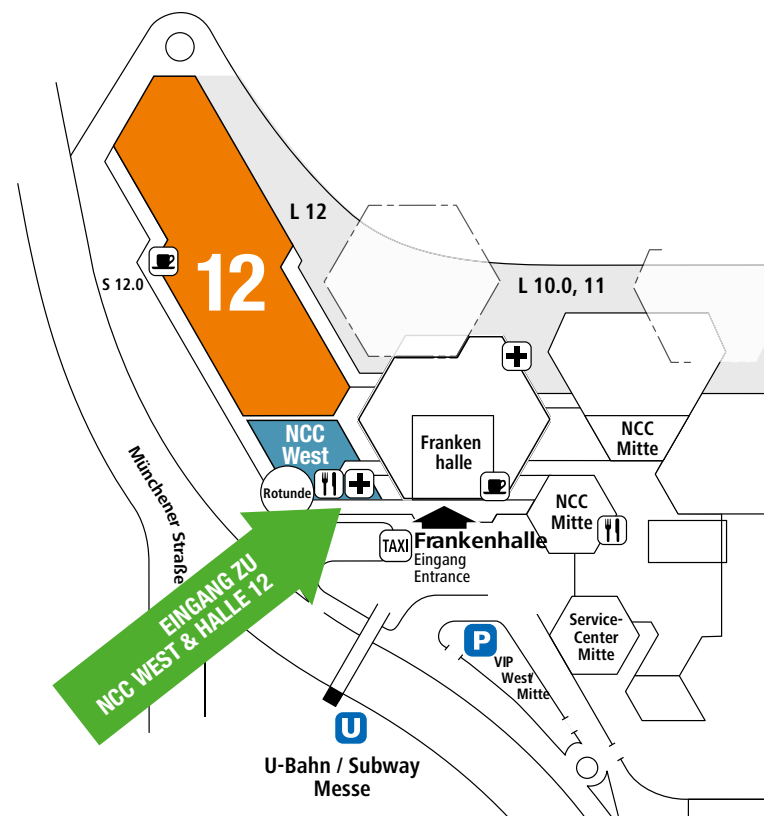 L 12
12
S 12.0
L 10.0, 11
NCC
West
Franken
halle
NCC
Mitte
Rotunde
NCC
Mitte
Münchener Straße
TAXI
Frankenhalle
Eingang
Entrance
EINGANG ZU
NCC WEST & HALLE 12
Service-
Center
Mitte
P
VIP
West/
Mitte
U
U-Bahn / Subway
Messe